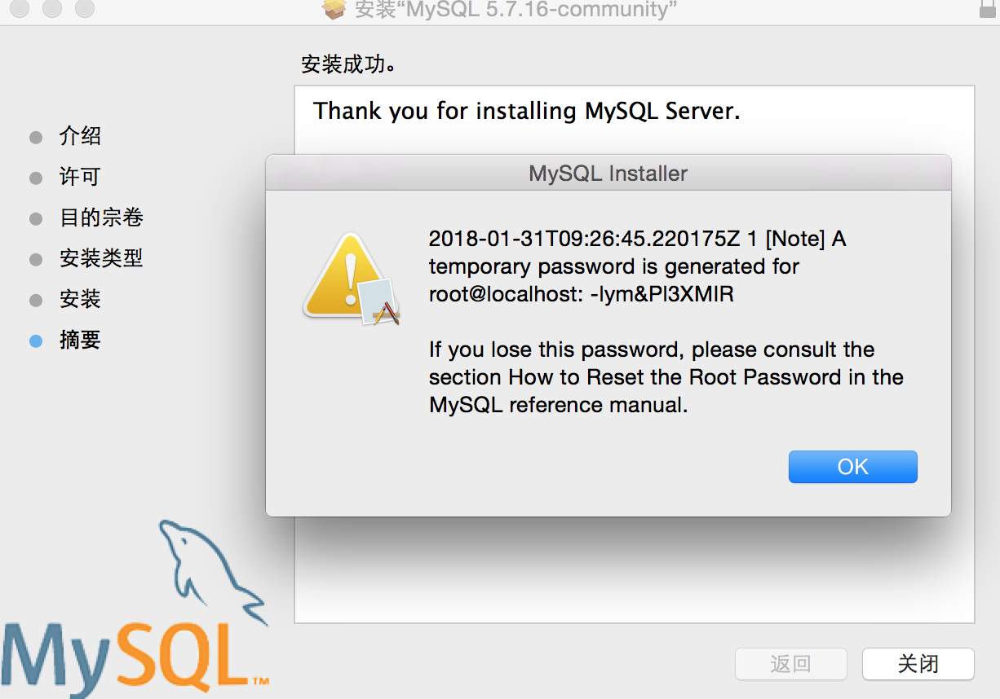 安装“MySQL 5.7.16-community”
安装成功。
Thank you for installing MySQL Server.
介绍
许可
目的宗卷
安装类型
安装
摘要
MySQL Installer
2018-01-31T09:26:45.220175Z 1 [Note] A
temporary password is generated for
root@localhost: -lym&Pl3XMlR
If you lose this password, please consult the
section How to Reset the Root Password in the
MySQL reference manual.
OK
MySQL™
返回
关闭